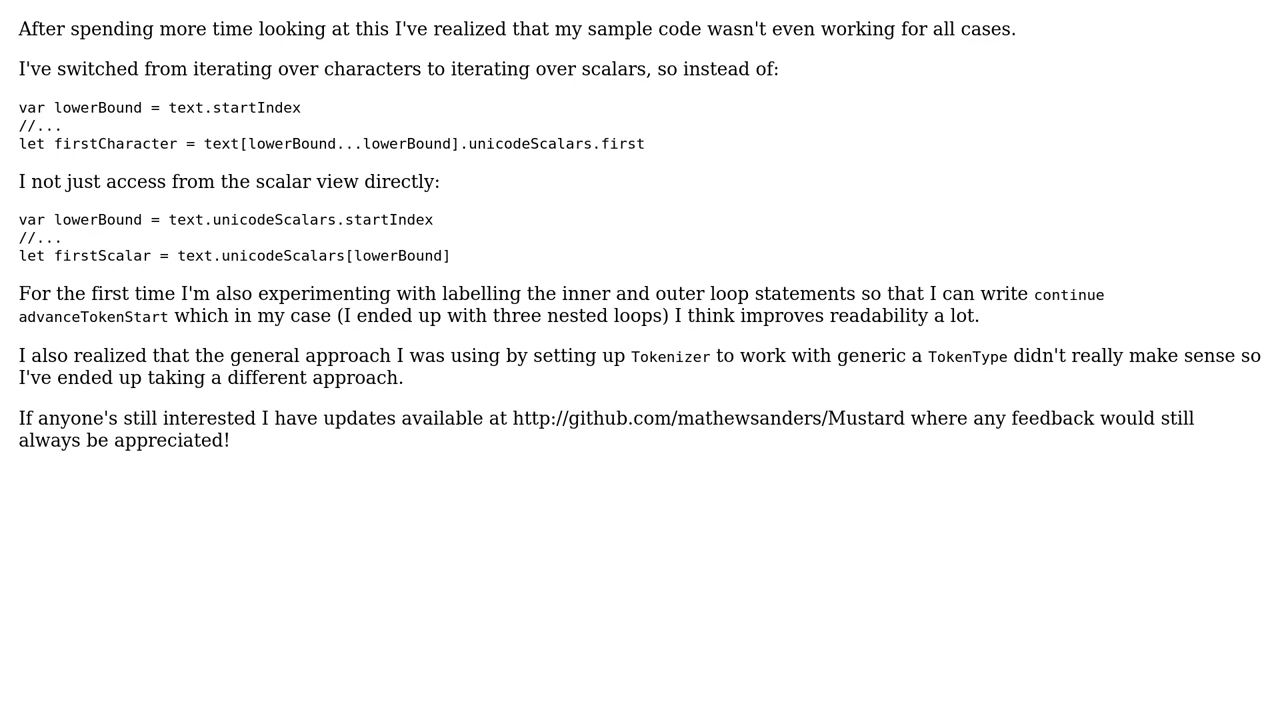 After spending more time looking at this I've realized that my sample code wasn't even working for all cases.
I've switched from iterating over characters to iterating over scalars, so instead of:
var lowerBound = text.startIndex
//...
let firstCharacter = text[lowerBound...lowerBound].unicodeScalars.first
I not just access from the scalar view directly:
var lowerBound = text.unicodeScalars.startIndex
//...
let firstScalar = text.unicodeScalars[lowerBound]
For the first time I'm also experimenting with labelling the inner and outer loop statements so that I can write continue
advanceTokenStart which in my case (I ended up with three nested loops) I think improves readability a lot.
I also realized that the general approach I was using by setting up Tokenizer to work with generic a TokenType didn't really make sense so
I've ended up taking a different approach.
If anyone's still interested I have updates available at http://github.com/mathewsanders/Mustard where any feedback would still
always be appreciated!